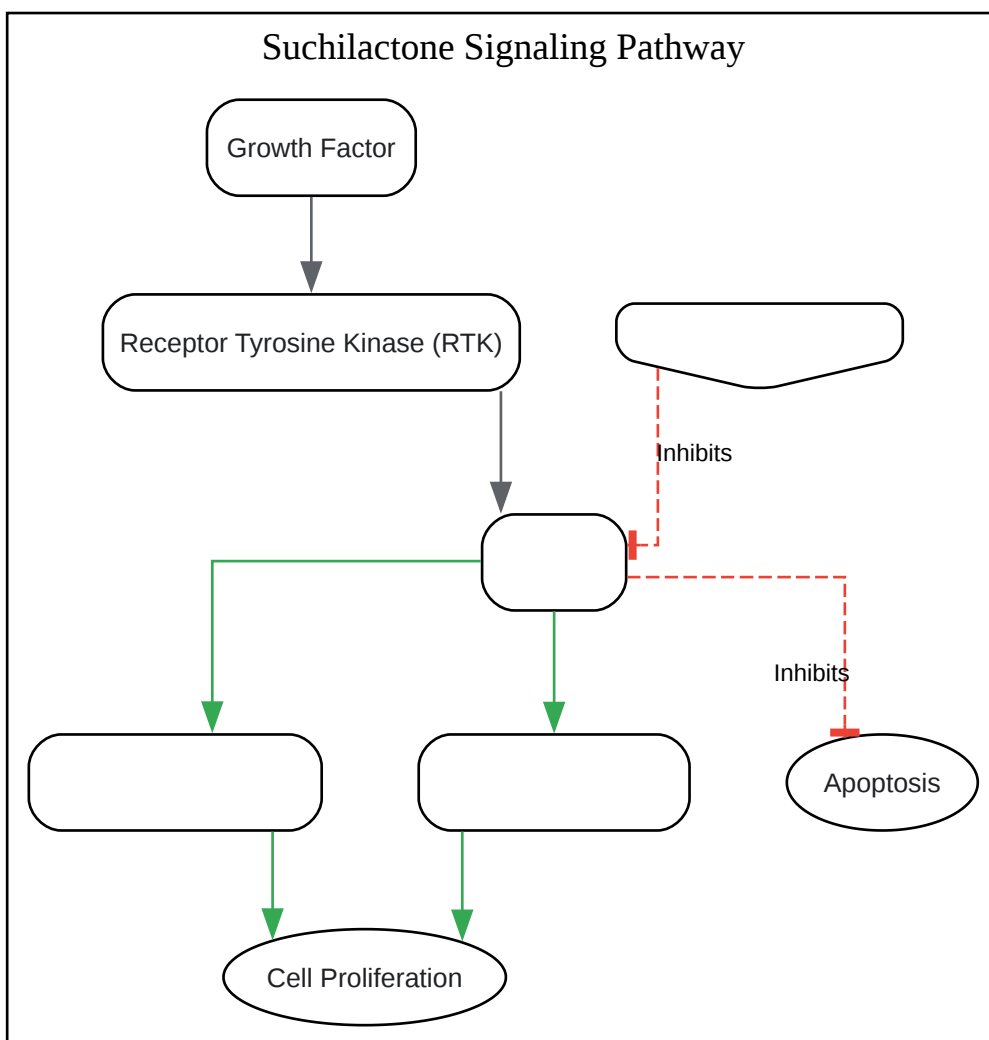 Suchilactone Signaling Pathway
Growth Factor
Receptor Tyrosine Kinase (RTK)
Inhibits
Inhibits
Apoptosis
Cell Proliferation